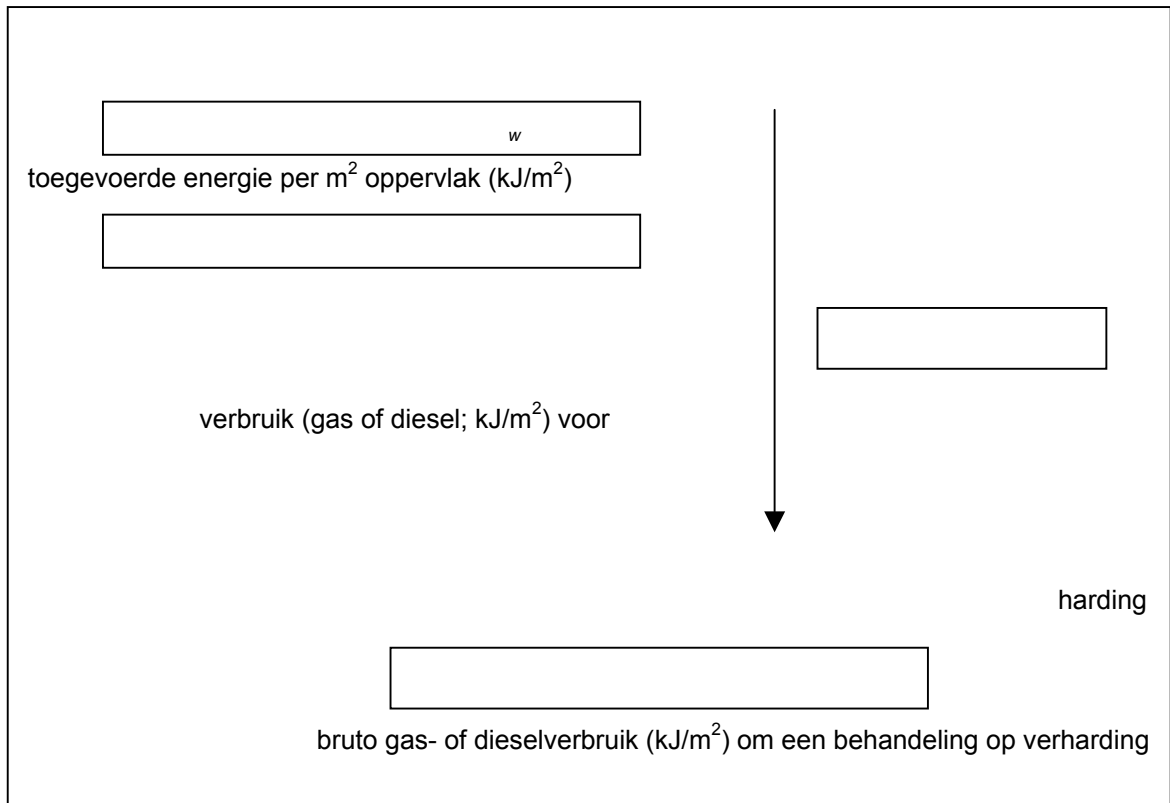 w
toegevoerde energie per m² oppervlak (kJ/m²)
verbruik (gas of diesel; kJ/m²) voor
harding
bruto gas- of dieselverbruik (kJ/m²) om een behandeling op verharding